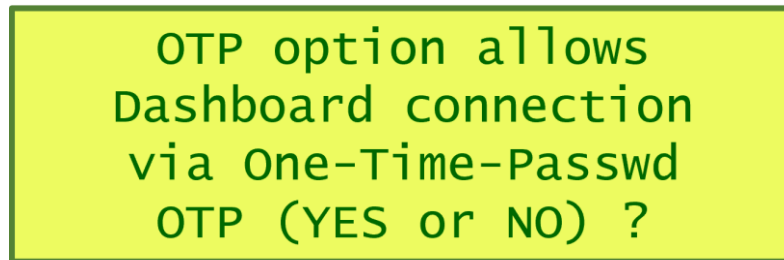 OTP option allows
Dashboard connection
via One-Time-Passwd
OTP (YES or NO) ?